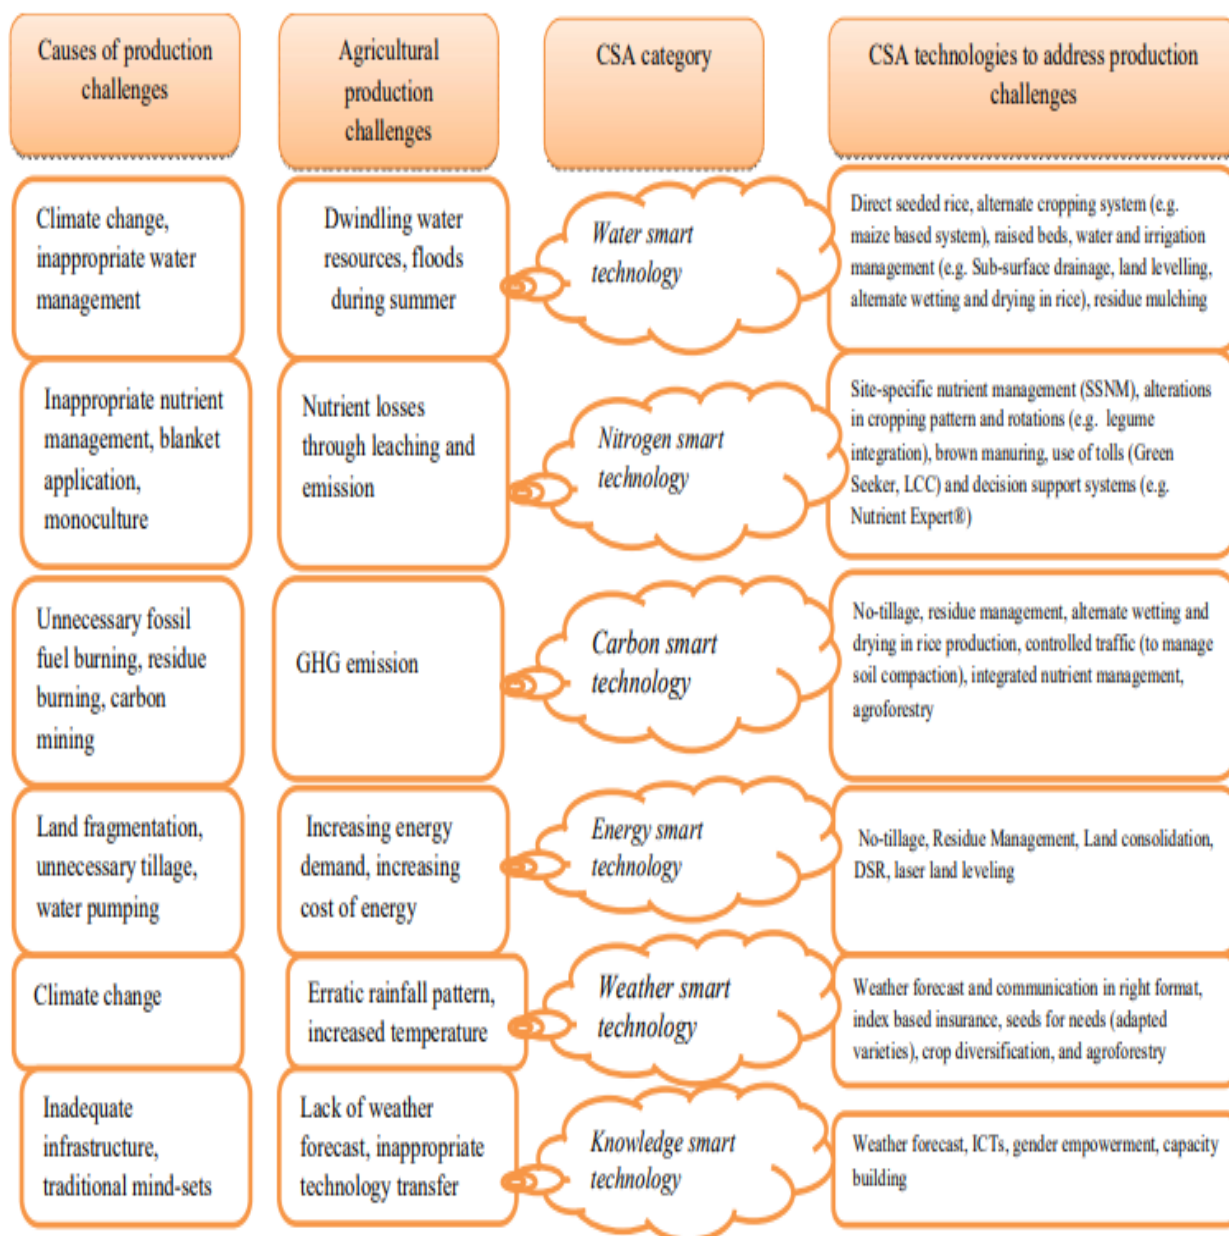 Causes of production
challenges
Agricultural
production
challenges
CSA category
CSA technologies to address production
challenges
Climate change,
inappropriate water
management
Dwindling water
resources, floods
during summer
Water smart
technology
Direct seeded rice, alternate cropping system (e.g.
maize based system), raised beds, water and irrigation
management (e.g. Sub-surface drainage, land levelling,
alternate wetting and drying in rice), residue mulching
Inappropriate nutrient
management, blanket
application,
monoculture
Nutrient losses
through leaching and
emission
Nitrogen smart
technology
Site-specific nutrient management (SSNM), alterations
in cropping pattern and rotations (e.g. legume
integration), brown manuring, use of tolls (Green
Seeker, LCC) and decision support systems (e.g.
Nutrient Expert®)
Unnecessary fossil
fuel burning, residue
burning, carbon
mining
GHG emission
Carbon smart
technology
No-tillage, residue management, alternate wetting and
drying in rice production, controlled traffic (to manage
soil compaction), integrated nutrient management,
agroforestry
Land fragmentation,
unnecessary tillage,
water pumping
Increasing energy
demand, increasing
cost of energy
Energy smart
technology
No-tillage, Residue Management, Land consolidation,
DSR, laser land leveling
Climate change
Erratic rainfall pattern,
increased temperature
Weather smart
technology
Weather forecast and communication in right format,
index based insurance, seeds for needs (adapted
varieties), crop diversification, and agroforestry
Inadequate
infrastructure,
traditional mind-sets
Lack of weather
forecast, inappropriate
technology transfer
Knowledge smart
technology
Weather forecast, ICTs, gender empowerment, capacity
building